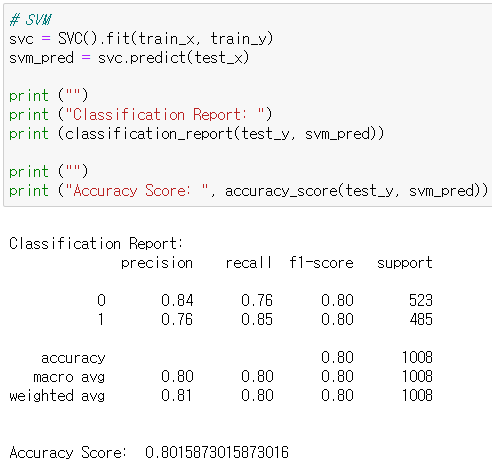 # SVM
svc = SVC().fit(train_x, train_y)
svm_pred = svc.predict(test_x)

print ("")
print ("Classification Report: ")
print (classification_report(test_y, svm_pred))

print ("")
print ("Accuracy Score: ", accuracy_score(test_y, svm_pred))

Classification Report:
              precision    recall  f1-score   support

           0       0.84      0.76      0.80       523
           1       0.76      0.85      0.80       485

    accuracy                           0.80      1008
   macro avg       0.80      0.80      0.80      1008
weighted avg       0.81      0.80      0.80      1008

Accuracy Score:  0.8015873015873016